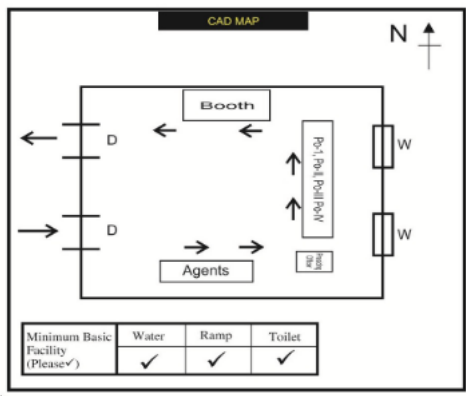 CAD MAP
N
Booth
D
Po-1, Po-II, Po-III Po-IV
W
D
W
Agents
Minimum Basic Facility (Please✓)
Water
Ramp
Toilet
✓
✓
✓